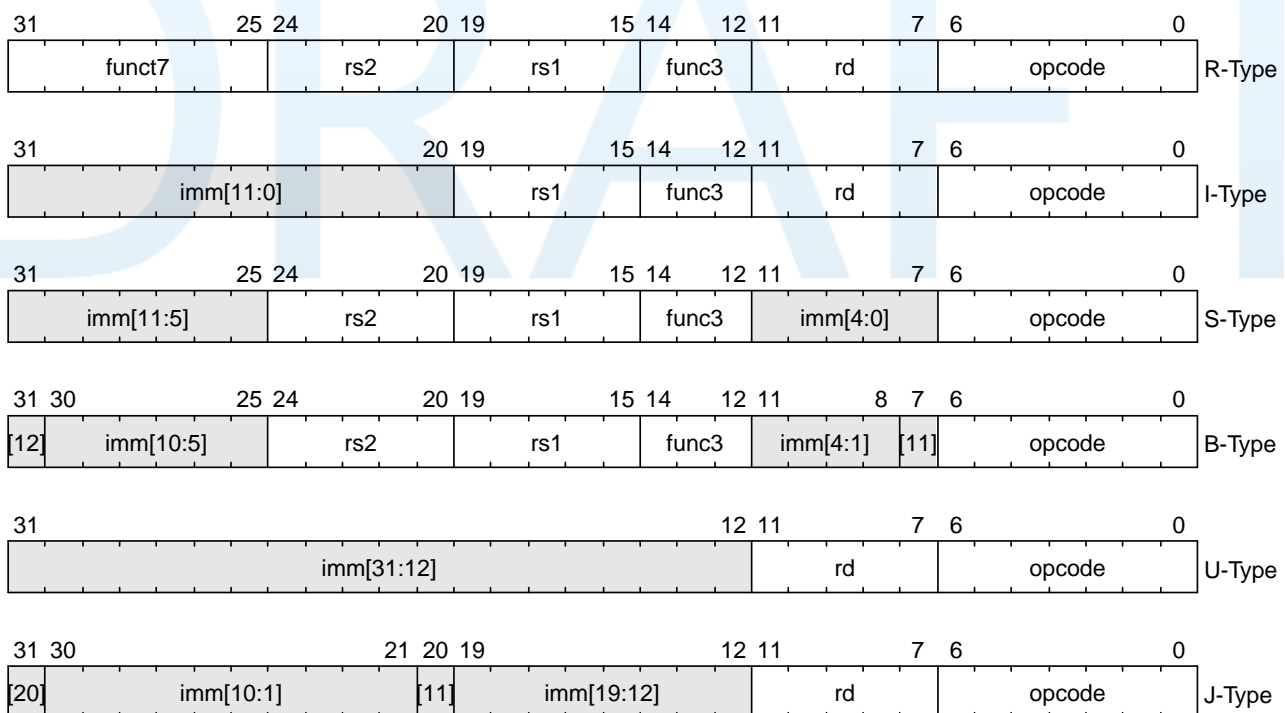 DRAFT
31 25 24 20 19 15 14 12 11 7 6 0
funct7 rs2 rs1 func3 rd opcode R-Type
31 20 19 15 14 12 11 7 6 0
imm[11:0] rs1 func3 rd opcode I-Type
31 25 24 20 19 15 14 12 11 7 6 0
imm[11:5] rs2 rs1 func3 imm[4:0] opcode S-Type
31 30 25 24 20 19 15 14 12 11 8 7 6 0
[12] imm[10:5] rs2 rs1 func3 imm[4:1] [11] opcode B-Type
31 12 11 7 6 0
imm[31:12] rd opcode U-Type
31 30 21 20 19 12 11 7 6 0
[20] imm[10:1] [11] imm[19:12] rd opcode J-Type